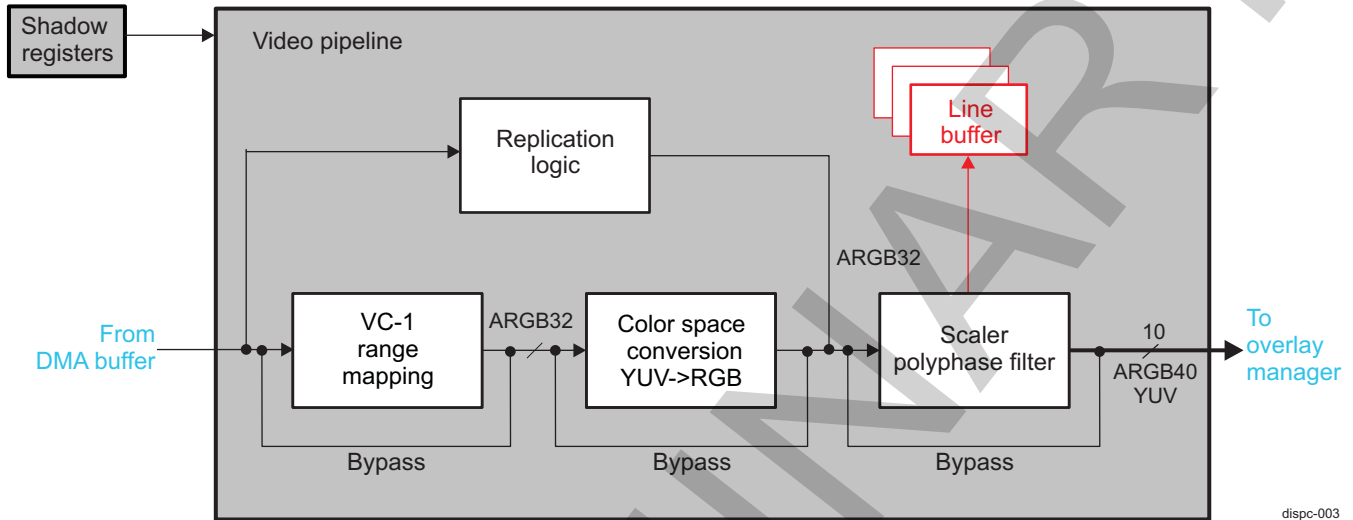 Shadow
registers
Video pipeline
Line
buffer
Replication
logic
ARGB32
From
DMA buffer
VC-1
range
mapping
ARGB32
Color space
conversion
YUV->RGB
Scaler
polyphase filter
10
ARGB40
YUV
To
overlay
manager
Bypass
Bypass
Bypass
dispc-003